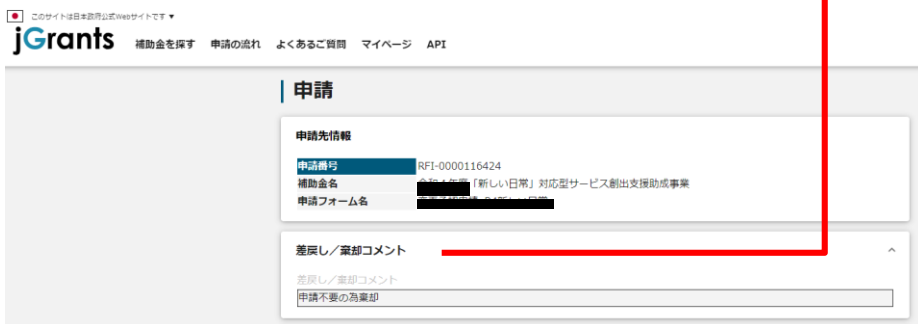 このサイトは日本政府公式Webサイトです ▼
jGrants 補助金を探す 申請の流れ よくあるご質問 マイページ API
申請
申請先情報
申請番号 RFI-0000116424
補助金名 「新しい日常」対応型サービス創出支援助成事業
申請フォーム名
差戻し/棄却コメント
差戻し/棄却コメント
申請不要の為棄却